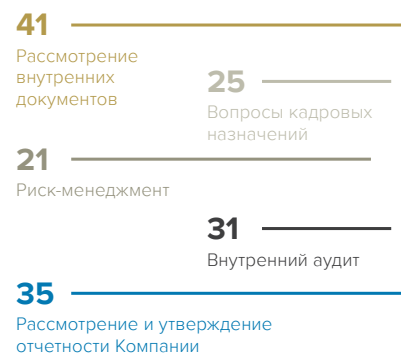 41
Рассмотрение
внутренних
документов
25
Вопросы кадровых
назначений
21
Риск-менеджмент
31
Внутренний аудит
35
Рассмотрение и утверждение
отчетности Компании